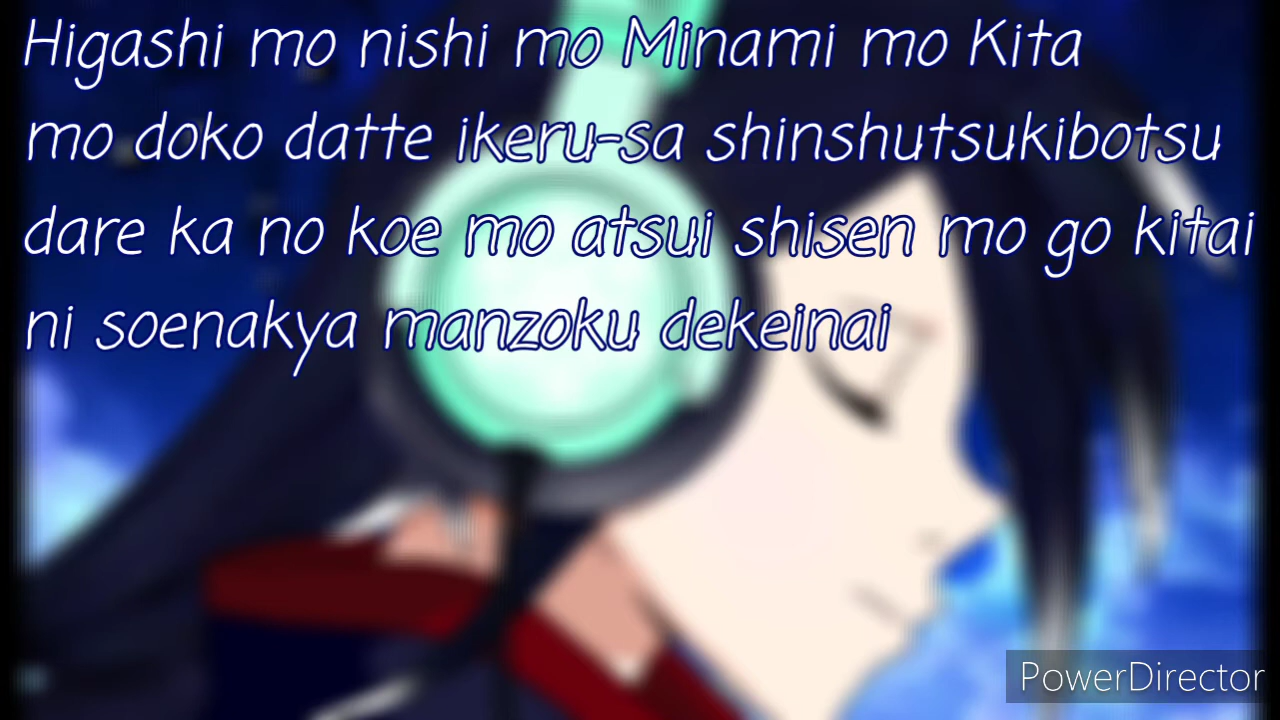 Higashi mo nishi mo Minami mo Kita
mo doko datte ikeru-sa shinshutsukibotsu
dare ka no koe mo atsui shisen mo go kitai
ni soenakya manzoku dekeinai
PowerDirector